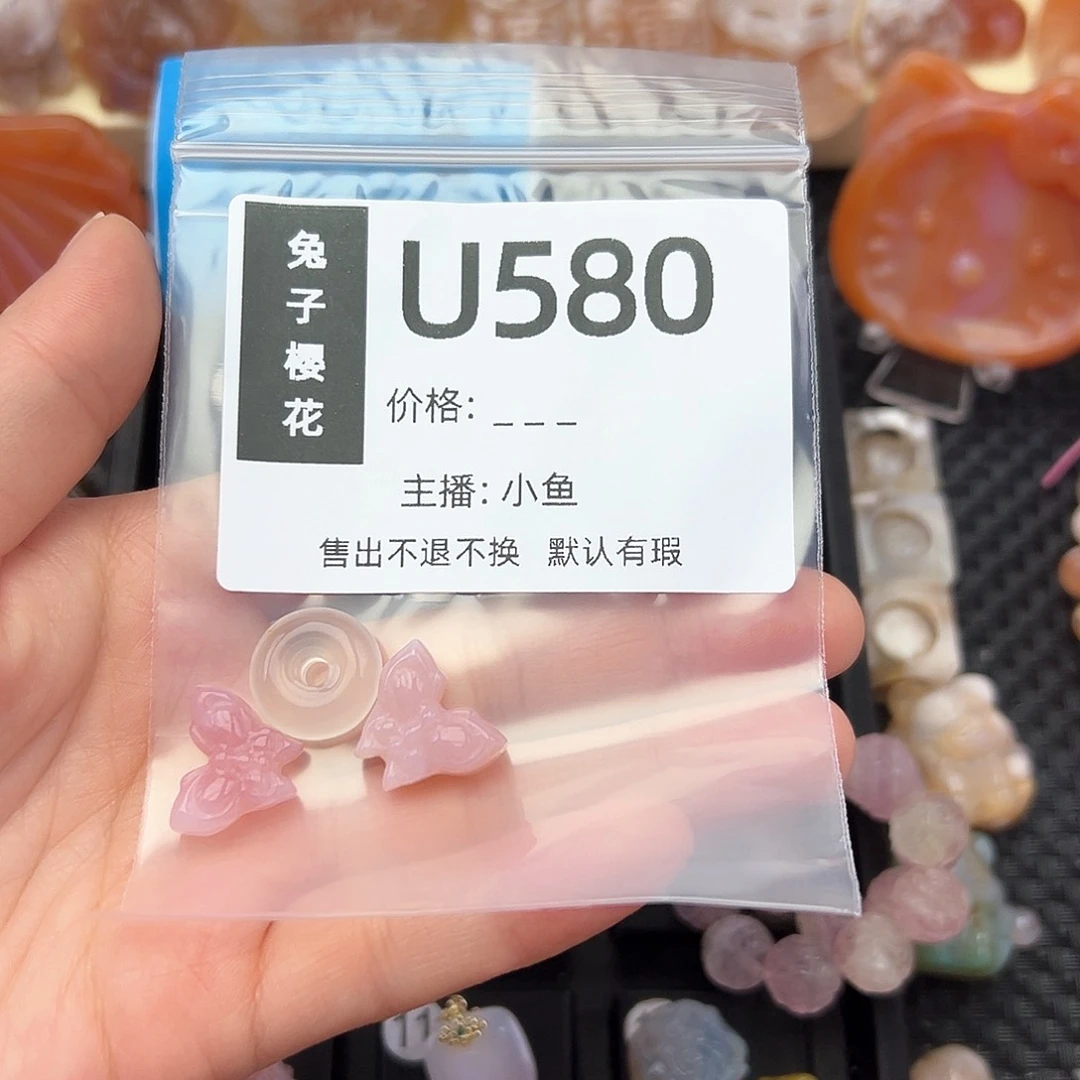 兔子樱花
U580
价格: _ _ _
主播: 小鱼
售出不退不换 默认有瑕
11